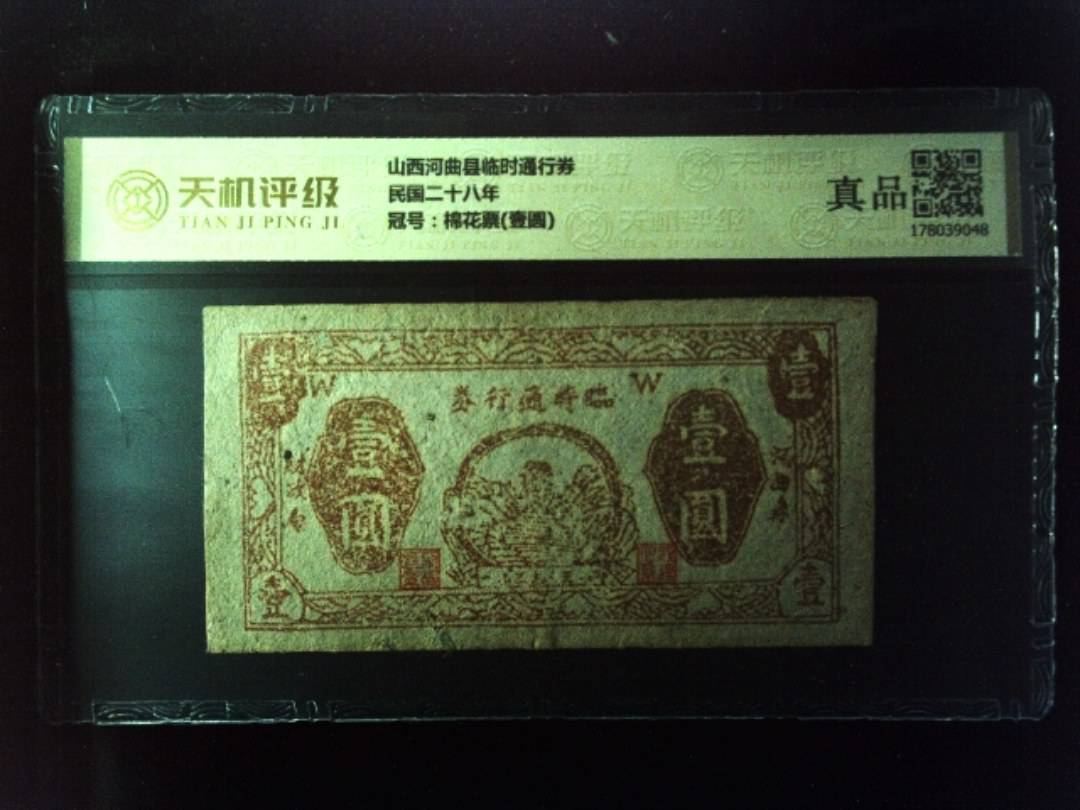 天机评级
TIAN JI PING JI
山西河曲县临时通行券
民国二十八年
冠号：棉花票(壹圆)
真品
178039048
壹
壹
W
W
券行通時臨
壹圓
壹圓
壹
壹